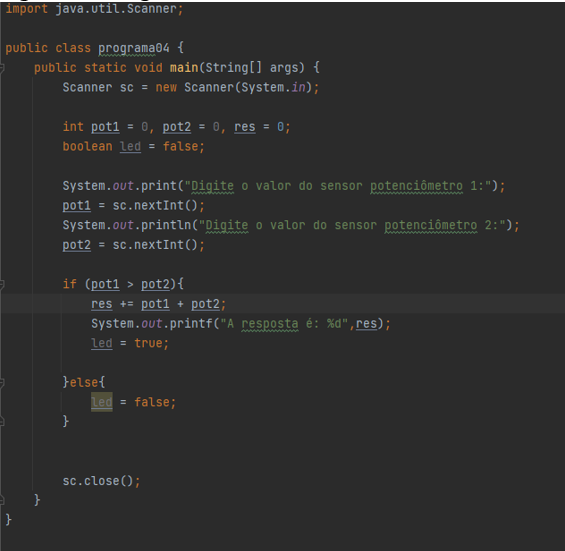 import java.util.Scanner;
public class programa04 {
public static void main(String[] args) {
Scanner sc = new Scanner(System.in);
int pot1 = 0, pot2 = 0, res = 0;
boolean led = false;
System.out.print("Digite o valor do sensor potenciômetro 1:");
pot1 = sc.nextInt();
System.out.println("Digite o valor do sensor potenciômetro 2:");
pot2 = sc.nextInt();
if (pot1 > pot2){
res += pot1 + pot2;
System.out.printf("A resposta é: %d",res);
led = true;
}else{
led = false;
}
sc.close();
}
}